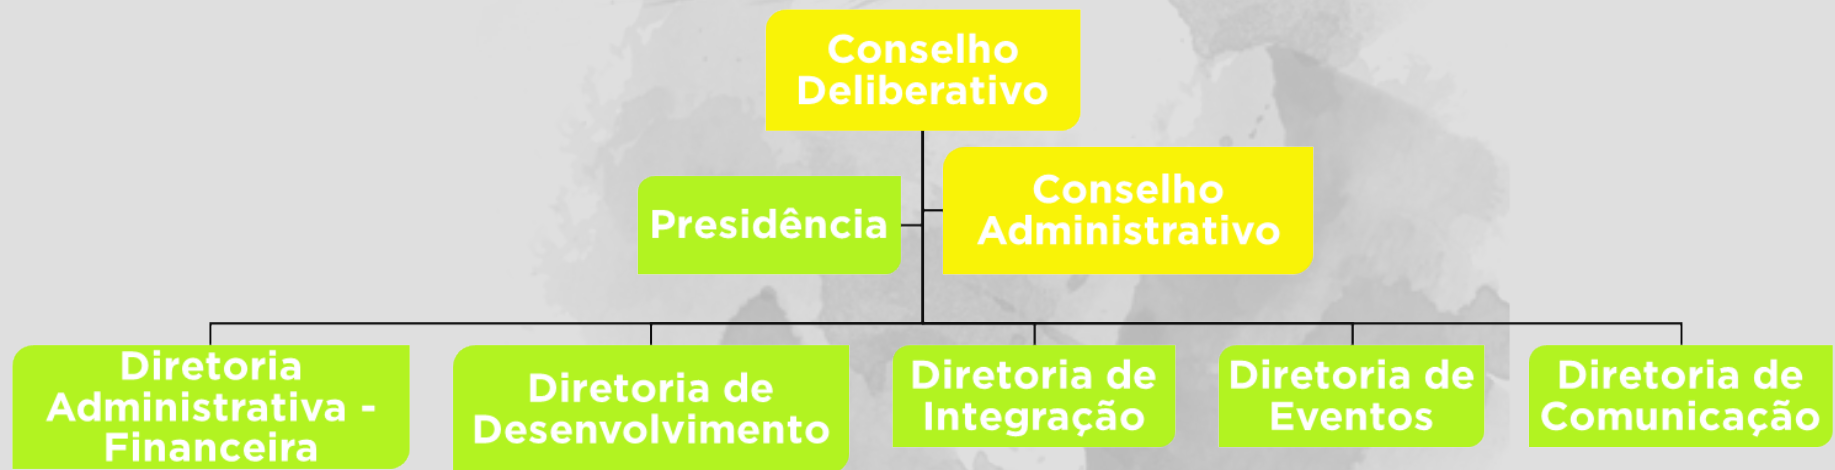 Conselho
Deliberativo
Presidência
Conselho
Administrativo
Diretoria
Administrativa -
Financeira
Diretoria de
Desenvolvimento
Diretoria de
Integração
Diretoria de
Eventos
Diretoria de
Comunicação